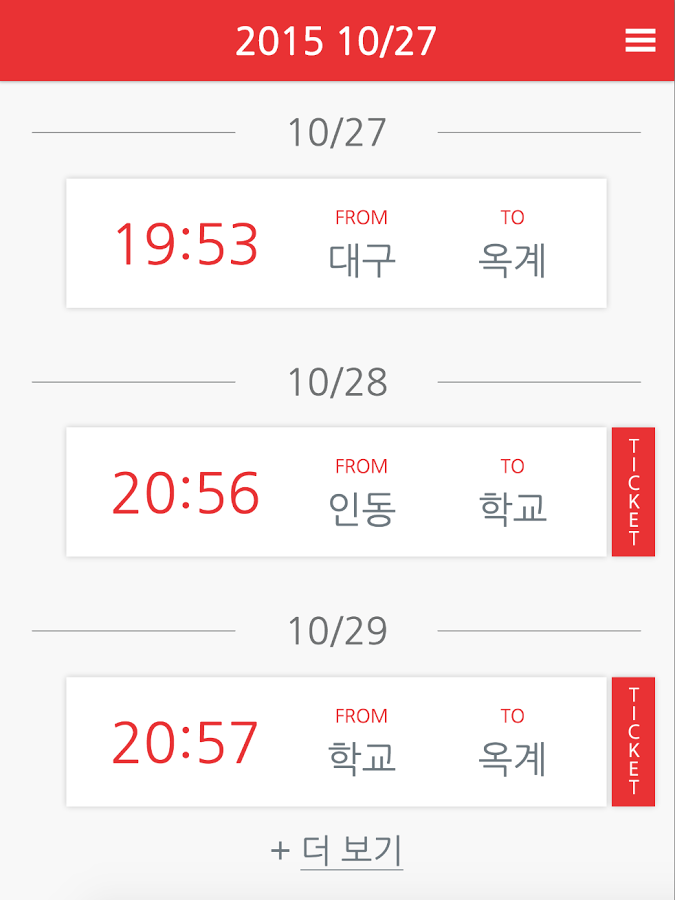 2015 10/27
10/27
19:53
FROM
대구
TO
옥계
10/28
20:56
FROM
인동
TO
학교
TICKET
10/29
20:57
FROM
학교
TO
옥계
TICKET
+ 더 보기